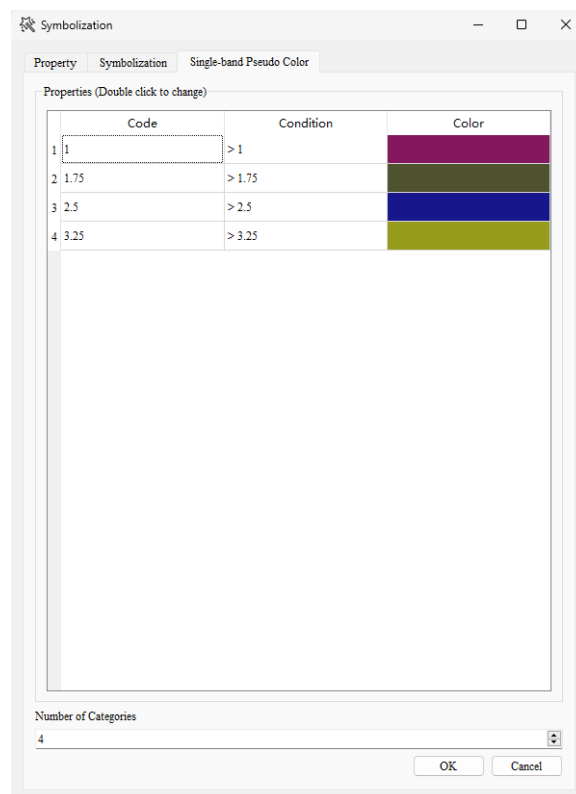 Symbolization
Property Symbolization Single-band Pseudo Color
Properties (Double click to change)
Code Condition Color
1 1 > 1
2 1.75 > 1.75
3 2.5 > 2.5
4 3.25 > 3.25
Number of Categories
4
OK Cancel